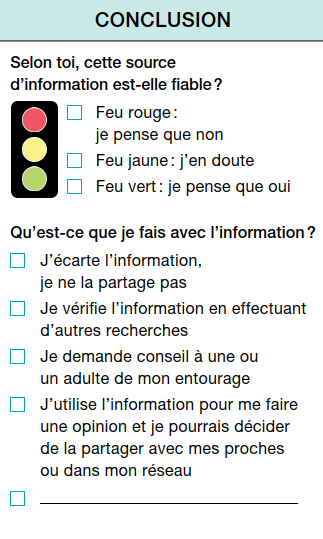 CONCLUSION
Selon toi, cette source
d’information est-elle fiable ?
Feu rouge :
je pense que non
Feu jaune : j’en doute
Feu vert : je pense que oui
Qu’est-ce que je fais avec l’information ?
J’écarte l’information,
je ne la partage pas
Je vérifie l’information en effectuant
d’autres recherches
Je demande conseil à une ou
un adulte de mon entourage
J’utilise l’information pour me faire
une opinion et je pourrais décider
de la partager avec mes proches
ou dans mon réseau